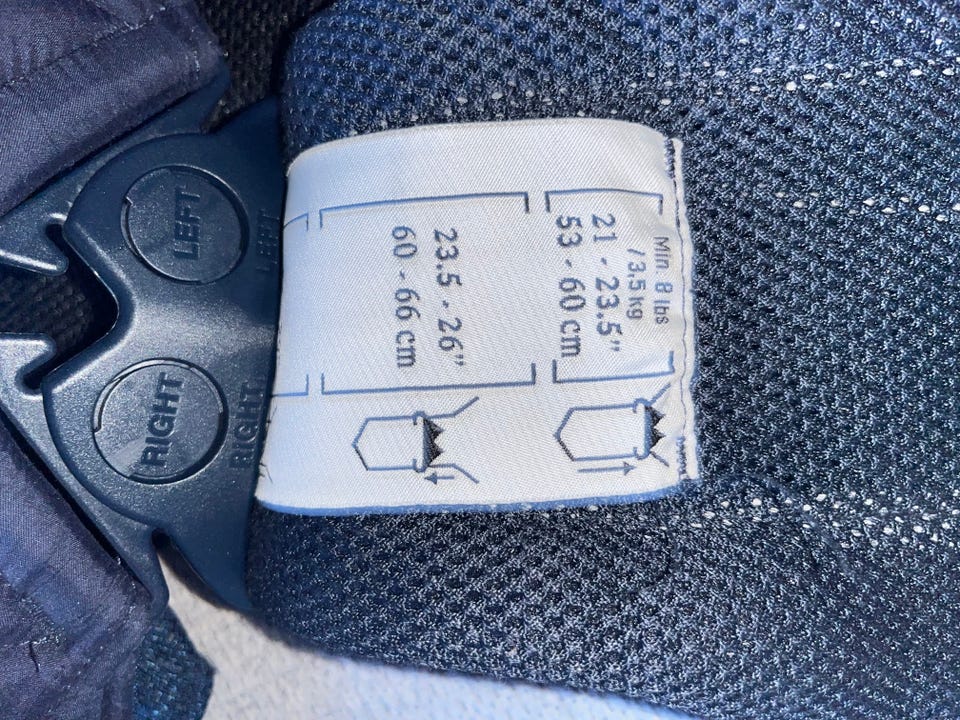 LEFT
LEFT
RIGHT
RIGHT
Min. 8 lbs
/3.5 kg
21 - 23.5"
53 - 60 cm
23.5 - 26"
60 - 66 cm